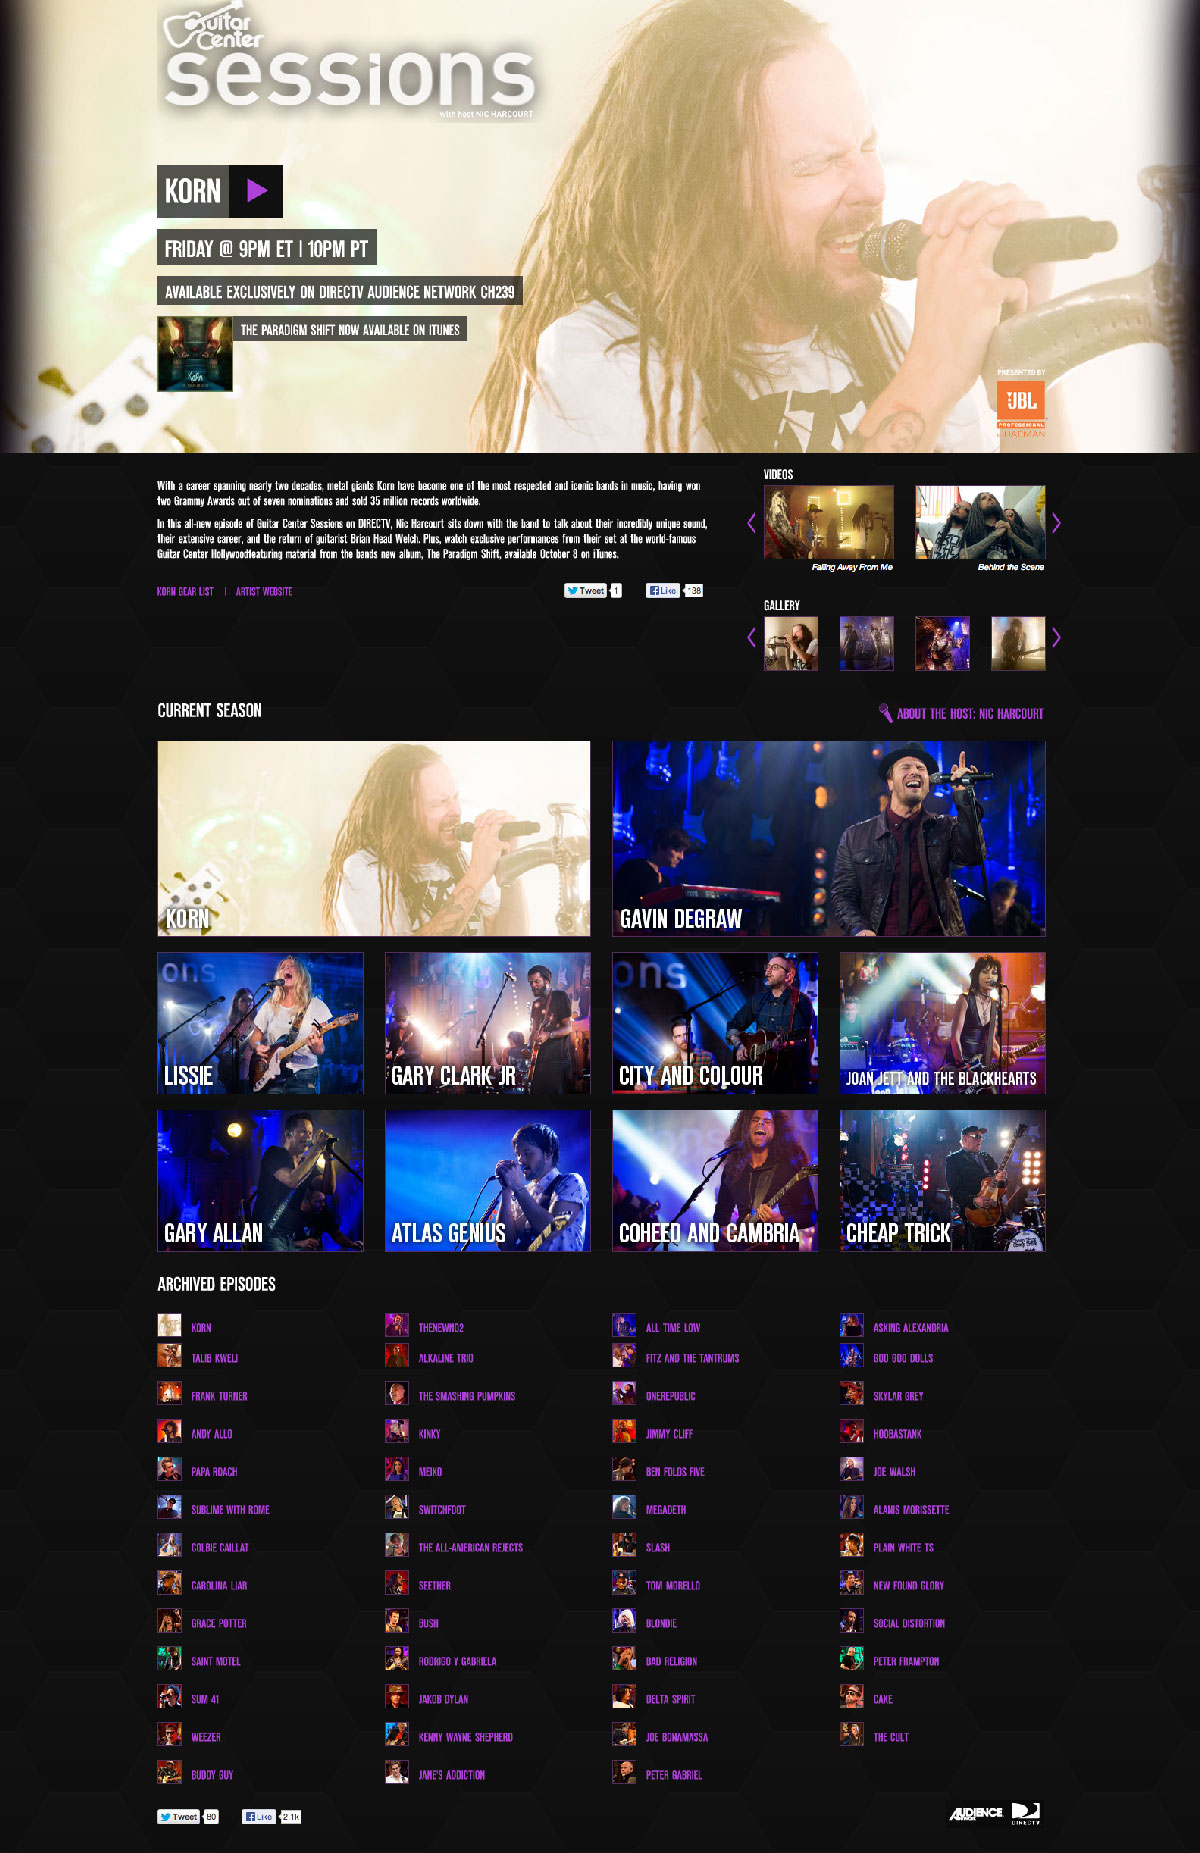 Guitar
Center
sessions
with host NIC HARCOURT
KORN
FRIDAY @ 9PM ET | 10PM PT
AVAILABLE EXCLUSIVELY ON DIRECTV AUDIENCE NETWORK CH239
THE PARADIGM SHIFT NOW AVAILABLE ON ITUNES
PRESENTED BY
JBL
PROFESSIONAL
HARMAN
With a career spanning nearly two decades, metal giants Korn have become one of the most respected and iconic bands in music, having won
two Grammy Awards out of seven nominations and sold 35 million records worldwide.
In this all-new episode of Guitar Center Sessions on DIRECTV, Nic Harcourt sits down with the band to talk about their incredibly unique sound,
their extensive career, and the return of guitarist Brian Head Welch. Plus, watch exclusive performances from their set at the world-famous
Guitar Center Hollywoodfeaturing material from the bands new album, The Paradigm Shift, available October 8 on iTunes.
KORN GEAR LIST | ARTIST WEBSITE
Tweet 1 Like 138
VIDEOS
Falling Away From Me
Behind the Scene
GALLERY
CURRENT SEASON
ABOUT THE HOST: NIC HARCOURT
KORN
GAVIN DEGRAW
LISSIE
GARY CLARK JR
CITY AND COLOUR
JOAN JETT AND THE BLACKHEARTS
GARY ALLAN
ATLAS GENIUS
COHEED AND CAMBRIA
CHEAP TRICK
ARCHIVED EPISODES
KORN
THENEWNO2
ALL TIME LOW
ASKING ALEXANDRIA
TALIB KWELI
ALKALINE TRIO
FITZ AND THE TANTRUMS
GOO GOO DOLLS
FRANK TURNER
THE SMASHING PUMPKINS
ONEREPUBLIC
SKYLAR GREY
ANDY ALLO
KINKY
JIMMY CLIFF
HOOBASTANK
PAPA ROACH
MEIKO
BEN FOLDS FIVE
JOE WALSH
SUBLIME WITH ROME
SWITCHFOOT
MEGADETH
ALANIS MORISSETTE
COLBIE CAILLAT
THE ALL-AMERICAN REJECTS
SLASH
PLAIN WHITE TS
CAROLINA LIAR
SEETHER
TOM MORELLO
NEW FOUND GLORY
GRACE POTTER
BUSH
BLONDIE
SOCIAL DISTORTION
SAINT MOTEL
RODRIGO Y GABRIELA
BAD RELIGION
PETER FRAMPTON
SUM 41
JAKOB DYLAN
DELTA SPIRIT
CAKE
WEEZER
KENNY WAYNE SHEPHERD
JOE BONAMASSA
THE CULT
BUDDY GUY
JANE'S ADDICTION
PETER GABRIEL
Tweet 80 Like 2.1k
AUDIENCE
DIRECTV